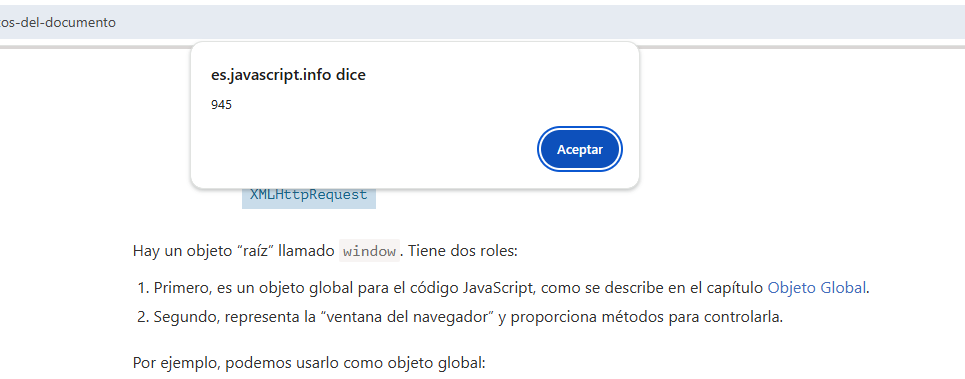 os-del-documento
es.javascript.info dice
945
Aceptar
XMLHttpRequest
Hay un objeto “raíz” llamado window. Tiene dos roles:
1. Primero, es un objeto global para el código JavaScript, como se describe en el capítulo Objeto Global.
2. Segundo, representa la “ventana del navegador” y proporciona métodos para controlarla.
Por ejemplo, podemos usarlo como objeto global: